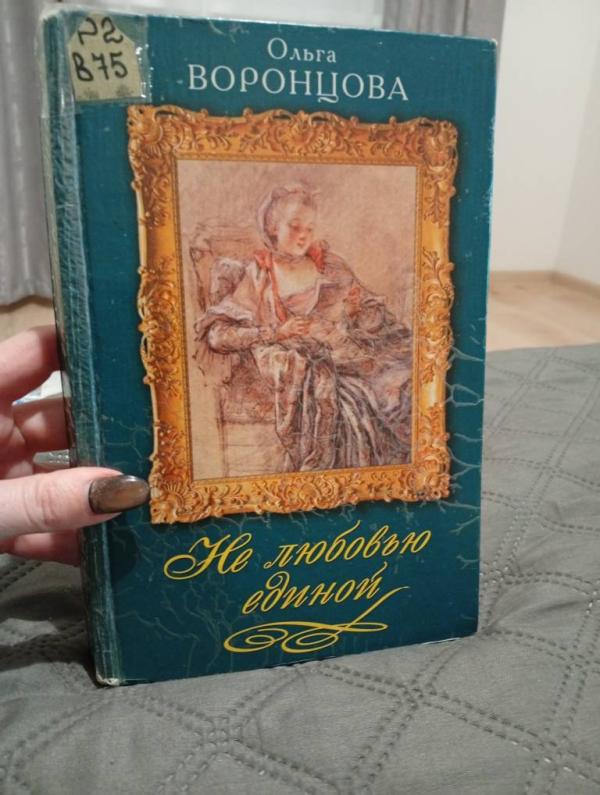 Р2
В75
Ольга
ВОРОНЦОВА
Не любовью
единой